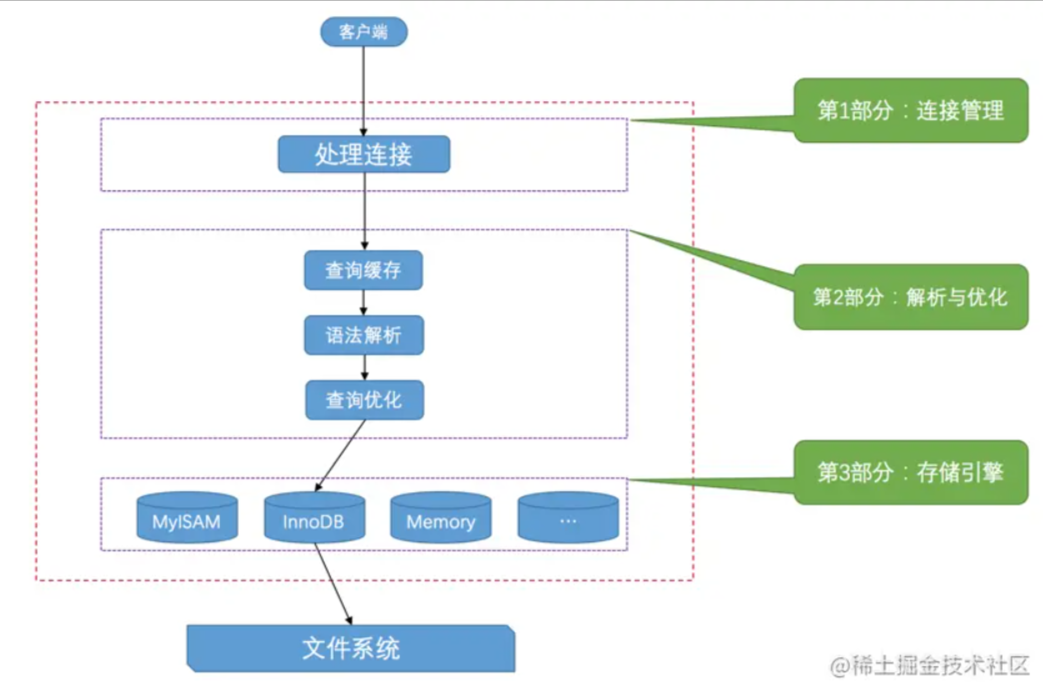 客户端
第1部分：连接管理
处理连接
查询缓存
第2部分：解析与优化
语法解析
查询优化
第3部分：存储引擎
MyISAM
InnoDB
Memory
...
文件系统
@稀土掘金技术社区